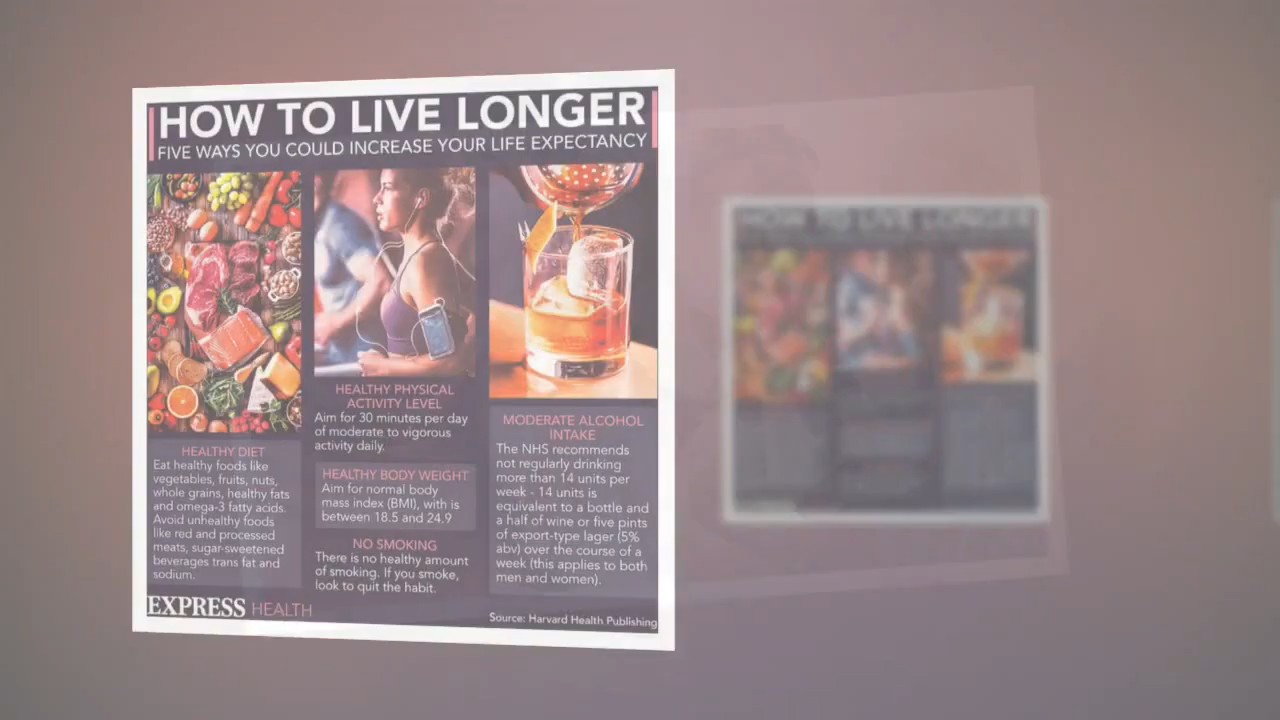 HOW TO LIVE LONGER
FIVE WAYS YOU COULD INCREASE YOUR LIFE EXPECTANCY
HEALTHY DIET
Eat healthy foods like
vegetables, fruits, nuts,
whole grains, healthy fats
and omega-3 fatty acids.
Avoid unhealthy foods
like red and processed
meats, sugar-sweetened
beverages trans fat and
sodium.
HEALTHY PHYSICAL
ACTIVITY LEVEL
Aim for 30 minutes per day
of moderate to vigorous
activity daily.
HEALTHY BODY WEIGHT
Aim for normal body
mass index (BMI), with is
between 18.5 and 24.9
NO SMOKING
There is no healthy amount
of smoking. If you smoke,
look to quit the habit.
MODERATE ALCOHOL
INTAKE
The NHS recommends
not regularly drinking
more than 14 units per
week - 14 units is
equivalent to a bottle and
a half of wine or five pints
of export-type lager (5%
abv) over the course of a
week (this applies to both
men and women).
EXPRESS HEALTH
Source: Harvard Health Publishing
HOW TO LIVE LONGER